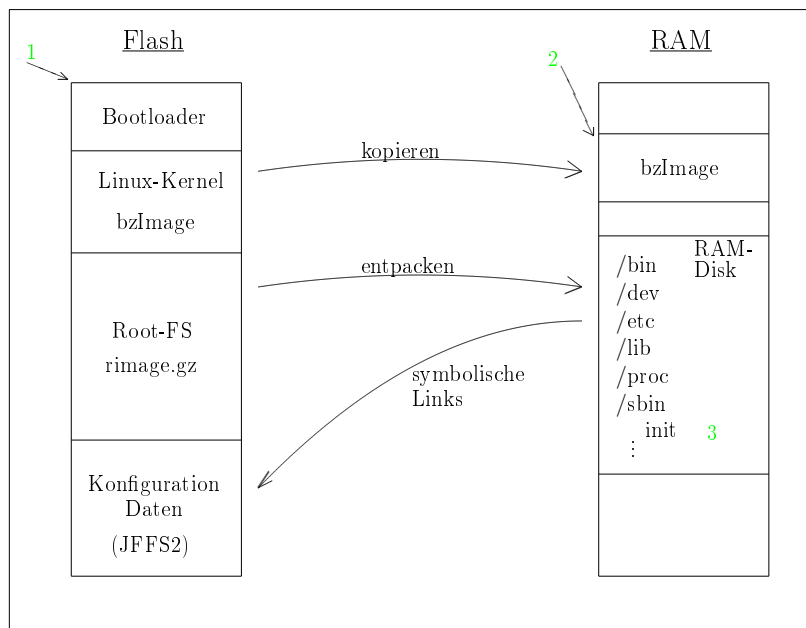 Flash
RAM
1
2
Bootloader
Linux-Kernel
bzImage
kopieren
bzImage
Root-FS
rimage.gz
entpacken
RAM-
Disk
/bin
/dev
/etc
/lib
/proc
/sbin
init 3
⋮
symbolische
Links
Konfiguration
Daten
(JFFS2)